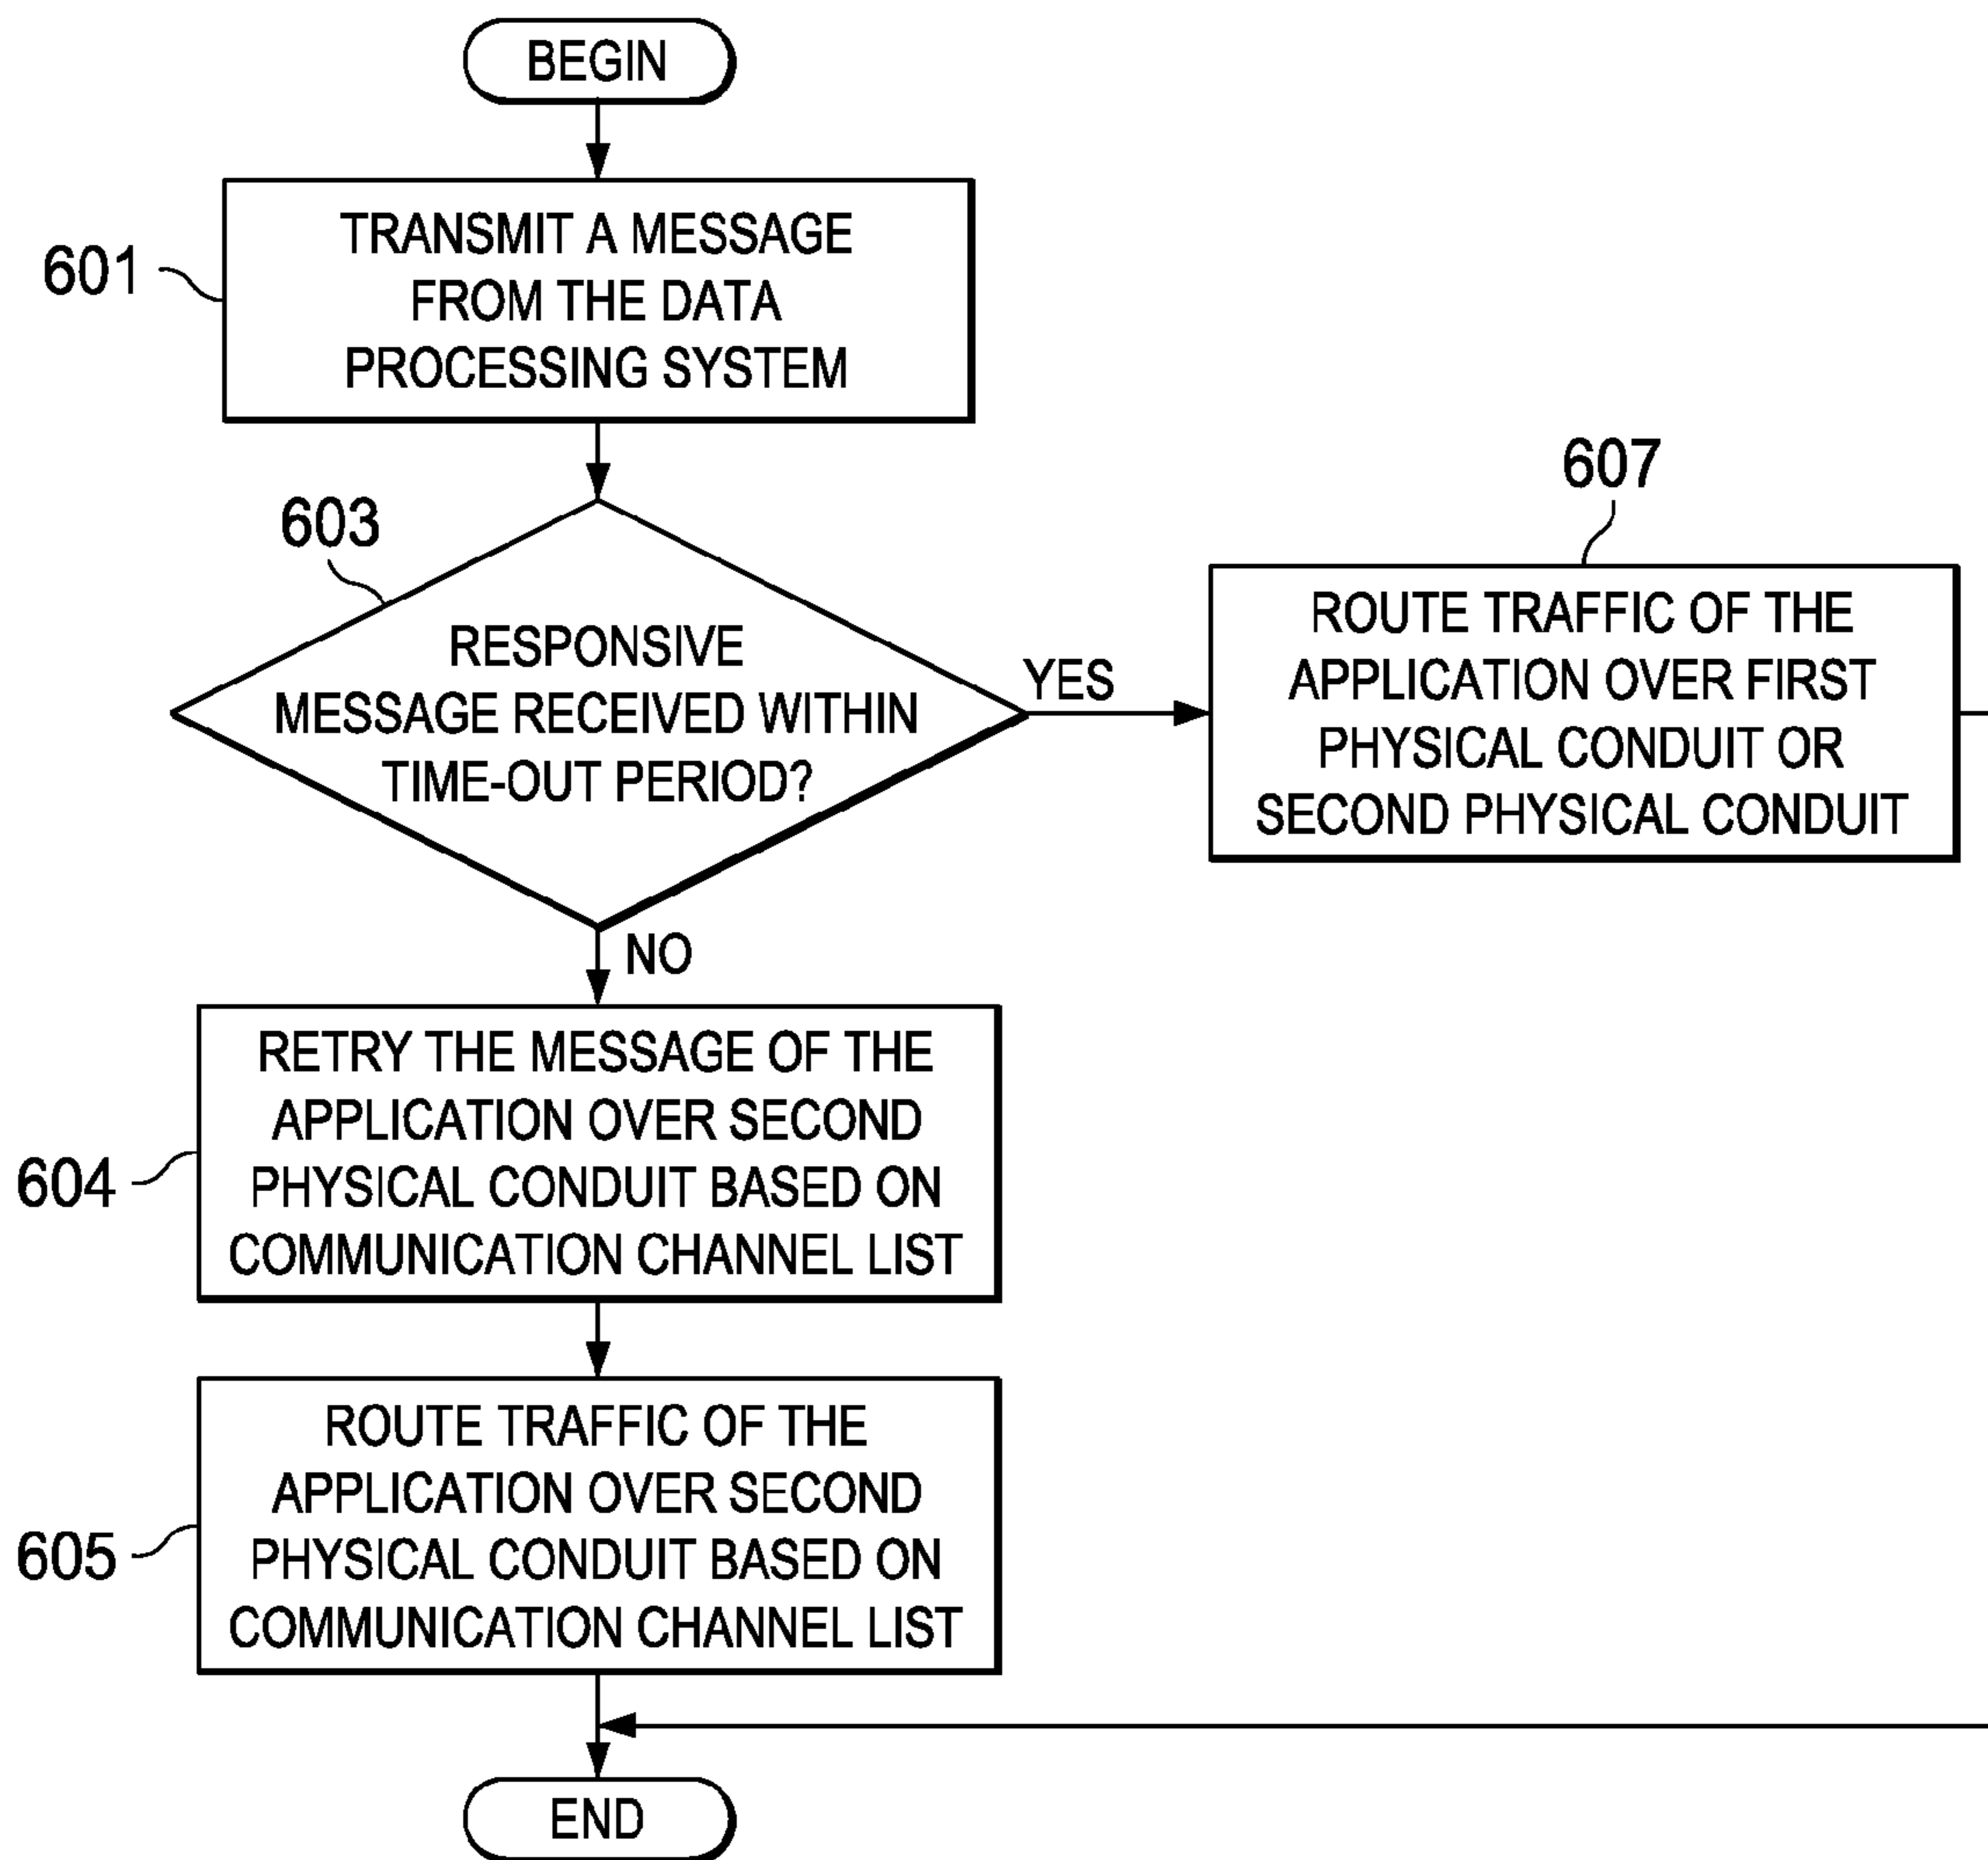 BEGIN
601
TRANSMIT A MESSAGE
FROM THE DATA
PROCESSING SYSTEM
603
RESPONSIVE
MESSAGE RECEIVED WITHIN
TIME-OUT PERIOD?
YES
607
ROUTE TRAFFIC OF THE
APPLICATION OVER FIRST
PHYSICAL CONDUIT OR
SECOND PHYSICAL CONDUIT
NO
604
RETRY THE MESSAGE OF THE
APPLICATION OVER SECOND
PHYSICAL CONDUIT BASED ON
COMMUNICATION CHANNEL LIST
605
ROUTE TRAFFIC OF THE
APPLICATION OVER SECOND
PHYSICAL CONDUIT BASED ON
COMMUNICATION CHANNEL LIST
END